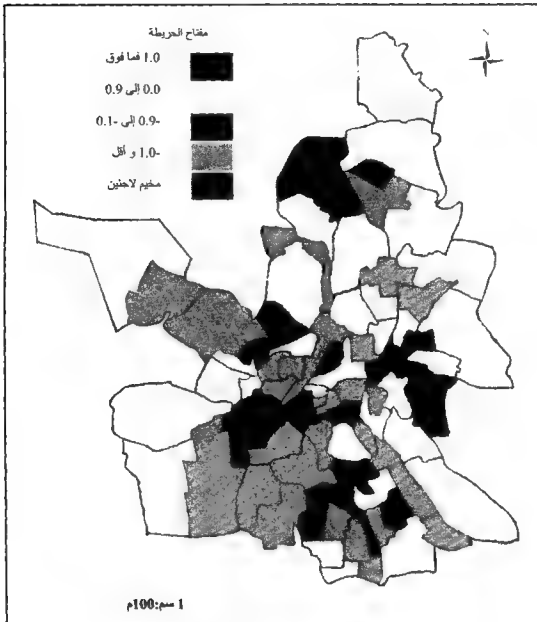 مفتاح الخريطة
1.0 فما فوق
0.0 إلى 0.9
-0.9 إلى -0.1
-1.0 و أقل
مخيم لاجئين
1 سم:100م